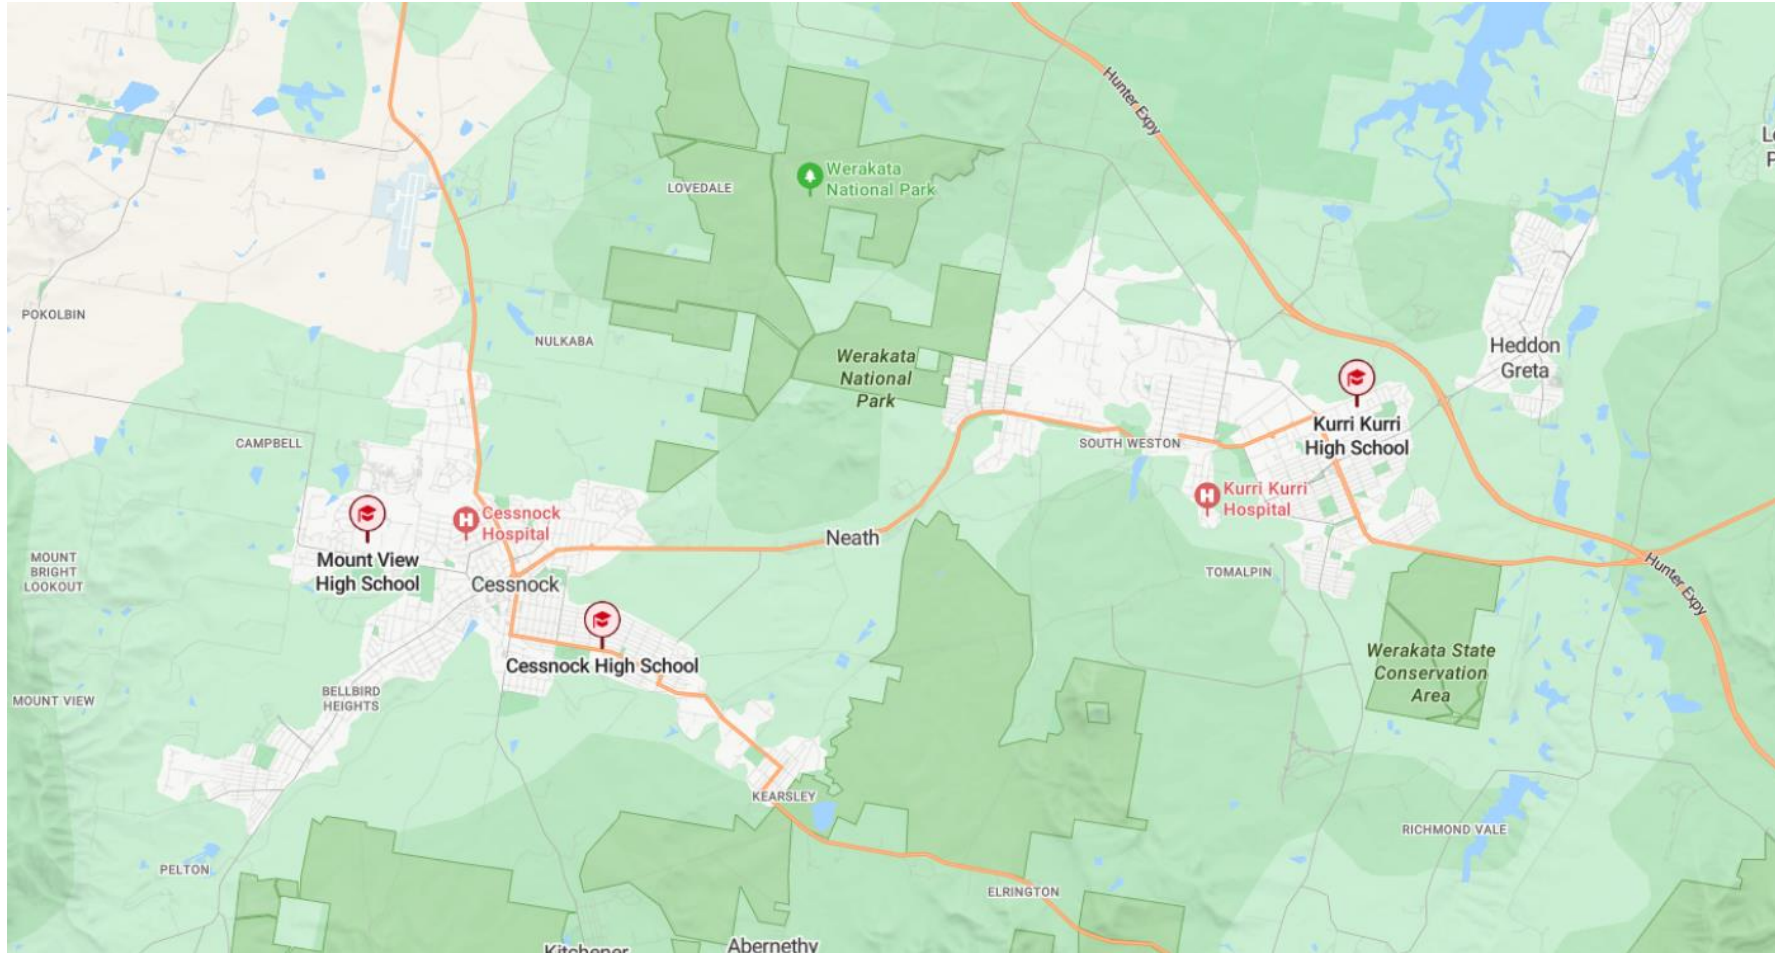 Hunter Expy
Lo
P
Werakata
National Park
LOVEDALE
POKOLBIN
NULKABA
Werakata
National
Park
Heddon
Greta
Kurri Kurri
High School
CAMPBELL
SOUTH WESTON
Kurri Kurri
Hospital
Cessnock
Hospital
Mount View
High School
MOUNT
BRIGHT
LOOKOUT
Neath
Cessnock
TOMALPIN
Hunter Expy
Cessnock High School
Werakata State
Conservation
Area
MOUNT VIEW
BELLBIRD
HEIGHTS
KEARSLEY
RICHMOND VALE
PELTON
ELRINGTON
Kitchener
Abernethy